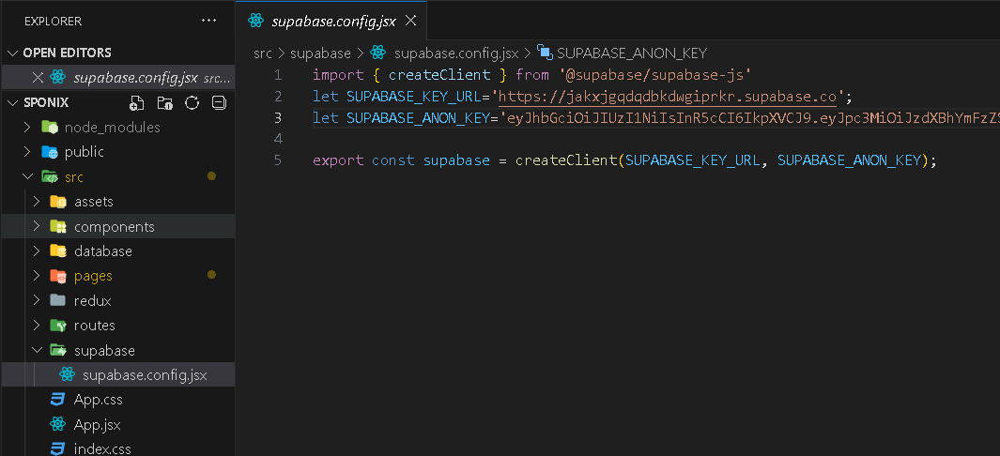 EXPLORER ...
OPEN EDITORS
supabase.config.jsx src...
SPONIX
node_modules
public
src
assets
components
database
pages
redux
routes
supabase
supabase.config.jsx
App.css
App.jsx
index.css
supabase.config.jsx
src > supabase > supabase.config.jsx > SUPABASE_ANON_KEY
1 import { createClient } from '@supabase/supabase-js'
2 let SUPABASE_KEY_URL='https://jakxjgqdqdbkdwgiprkr.supabase.co';
3 let SUPABASE_ANON_KEY='eyJhbGciOiJIUzI1NiIsInR5cCI6IkpXVCJ9.eyJpc3MiOiJzdXBhYmFzZS
4
5 export const supabase = createClient(SUPABASE_KEY_URL, SUPABASE_ANON_KEY);